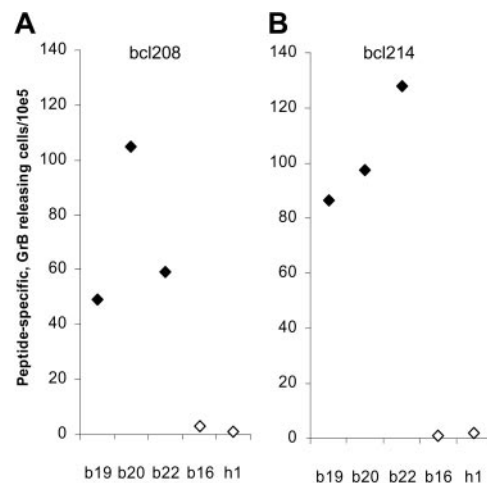 A
bcl208
Peptide-specific, GrB releasing cells/10e5
140
120
100
80
60
40
20
0
b19 b20 b22 b16 h1
B
bcl214
140
120
100
80
60
40
20
0
b19 b20 b22 b16 h1